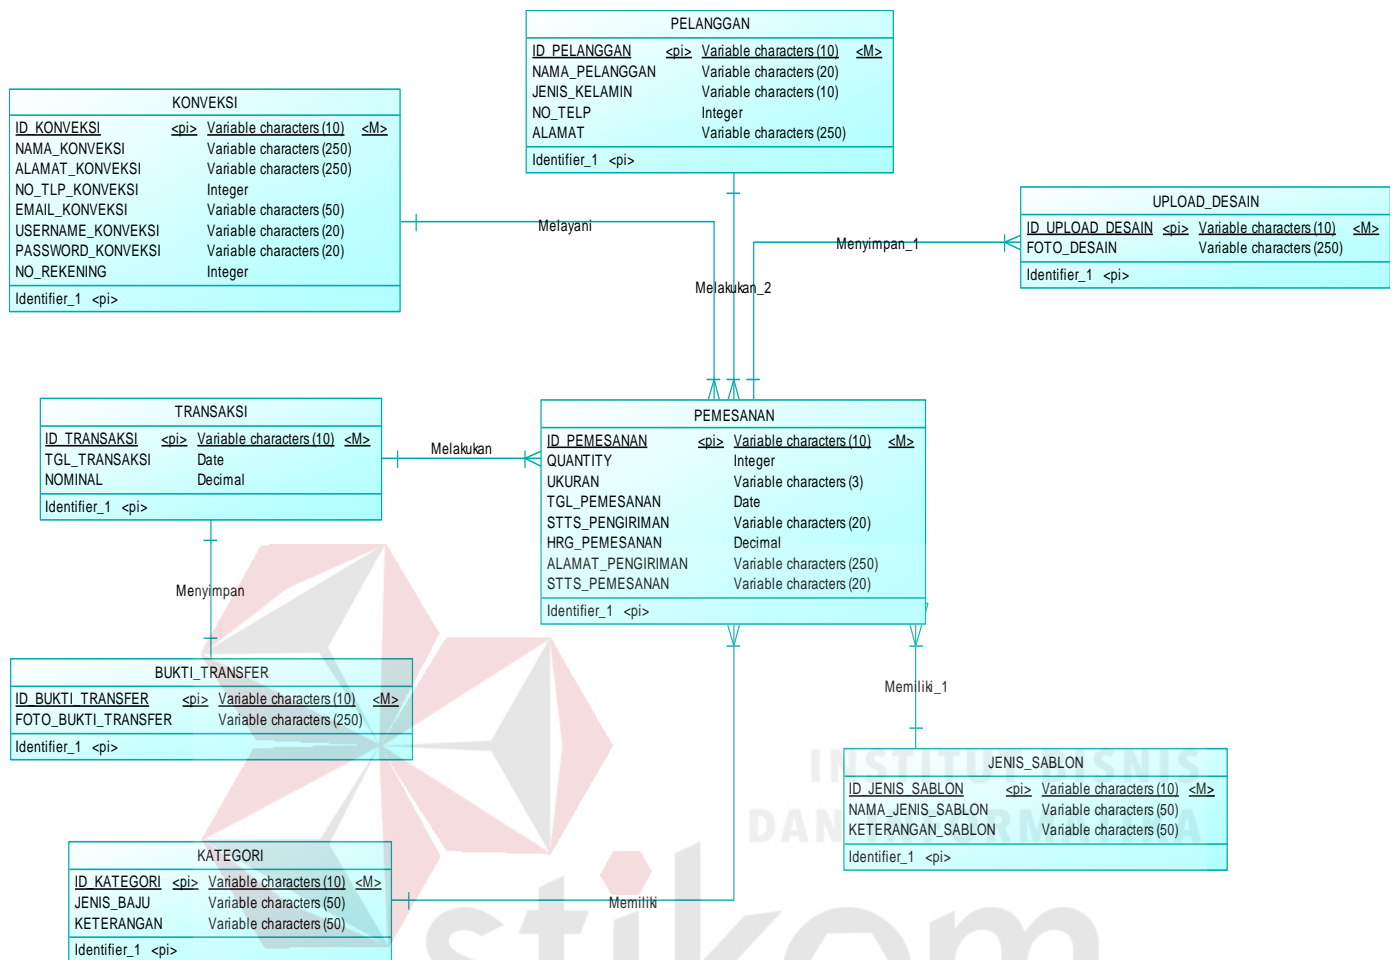 PELANGGAN
ID_PELANGGAN <pi> Variable characters (10) <M>
NAMA_PELANGGAN Variable characters (20)
JENIS_KELAMIN Variable characters (10)
NO_TELP Integer
ALAMAT Variable characters (250)
Identifier_1 <pi>
KONVEKSI
ID_KONVEKSI <pi> Variable characters (10) <M>
NAMA_KONVEKSI Variable characters (250)
ALAMAT_KONVEKSI Variable characters (250)
NO_TLP_KONVEKSI Integer
EMAIL_KONVEKSI Variable characters (50)
USERNAME_KONVEKSI Variable characters (20)
PASSWORD_KONVEKSI Variable characters (20)
NO_REKENING Integer
Identifier_1 <pi>
UPLOAD_DESAIN
ID_UPLOAD_DESAIN <pi> Variable characters (10) <M>
FOTO_DESAIN Variable characters (250)
Identifier_1 <pi>
Melayani
Menyimpan_1
Melakukan_2
TRANSAKSI
ID_TRANSAKSI <pi> Variable characters (10) <M>
TGL_TRANSAKSI Date
NOMINAL Decimal
Identifier_1 <pi>
Melakukan
PEMESANAN
ID_PEMESANAN <pi> Variable characters (10) <M>
QUANTITY Integer
UKURAN Variable characters (3)
TGL_PEMESANAN Date
STTS_PENGIRIMAN Variable characters (20)
HRG_PEMESANAN Decimal
ALAMAT_PENGIRIMAN Variable characters (250)
STTS_PEMESANAN Variable characters (20)
Identifier_1 <pi>
Menyimpan
BUKTI_TRANSFER
ID_BUKTI_TRANSFER <pi> Variable characters (10) <M>
FOTO_BUKTI_TRANSFER Variable characters (250)
Identifier_1 <pi>
Memiliki_1
JENIS_SABLON
ID_JENIS_SABLON <pi> Variable characters (10) <M>
NAMA_JENIS_SABLON Variable characters (50)
KETERANGAN_SABLON Variable characters (50)
Identifier_1 <pi>
KATEGORI
ID_KATEGORI <pi> Variable characters (10) <M>
JENIS_BAJU Variable characters (50)
KETERANGAN Variable characters (50)
Identifier_1 <pi>
Memiliki
INSTITUT BISNIS
DAN INFORMATIKA
stikom